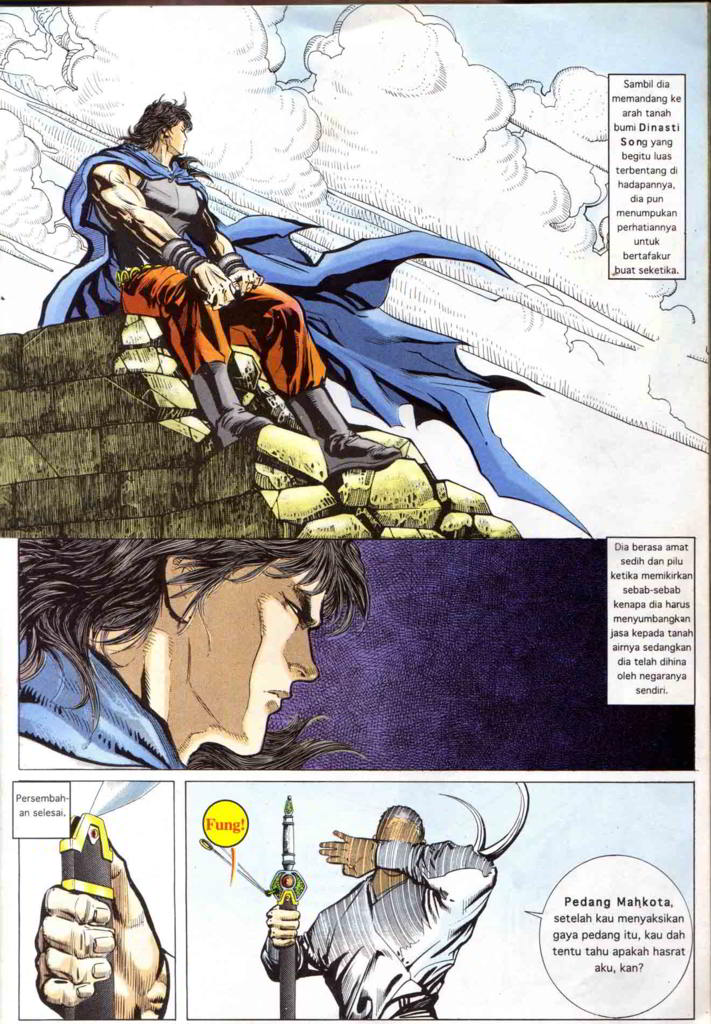 Sambil dia
memandang ke
arah tanah
bumi Dinasti
Song yang
begitu luas
terbentang di
hadapannya,
dia pun
menumpukan
perhatiannya
untuk
bertafakur
buat seketika.
Dia berasa amat
sedih dan pilu
ketika memikirkan
sebab-sebab
kenapa dia harus
menyumbangkan
jasa kepada tanah
airnya sedangkan
dia telah dihina
oleh negaranya
sendiri.
Persembah-
an selesai.
Fung!
Pedang Mahkota,
setelah kau menyaksikan
gaya pedang itu, kau dah
tentu tahu apakah hasrat
aku, kan?